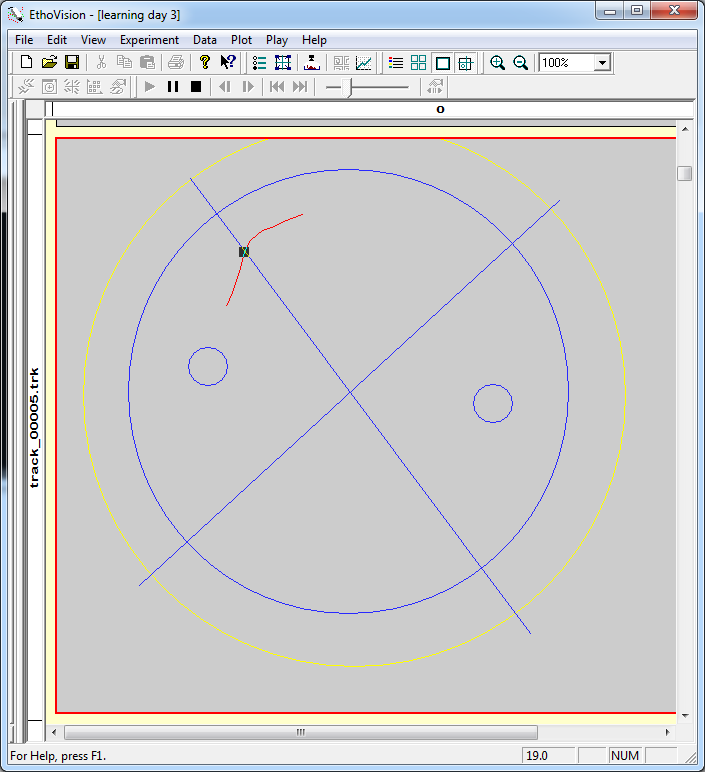 EthoVision - [learning day 3]
File Edit View Experiment Data Plot Play Help
100%
0
track_00005.trk
For Help, press F1.
19.0
NUM